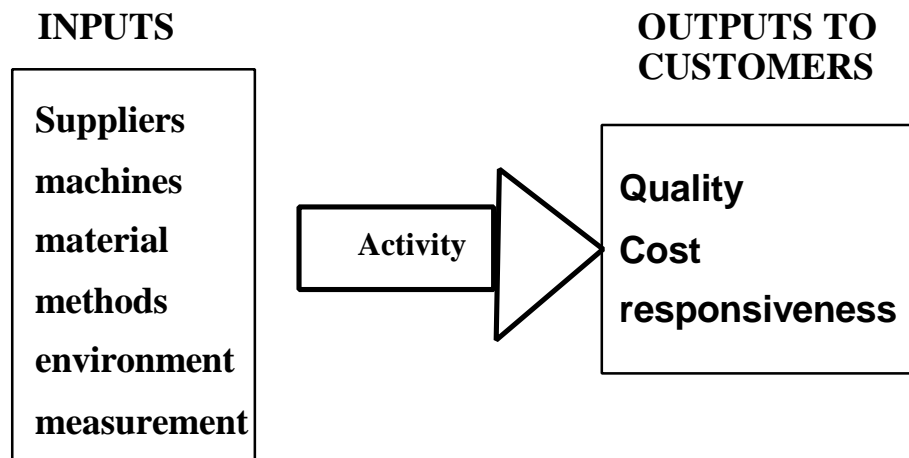 INPUTS
Suppliers
machines
material
methods
environment
measurement
Activity
OUTPUTS TO
CUSTOMERS
Quality
Cost
responsiveness